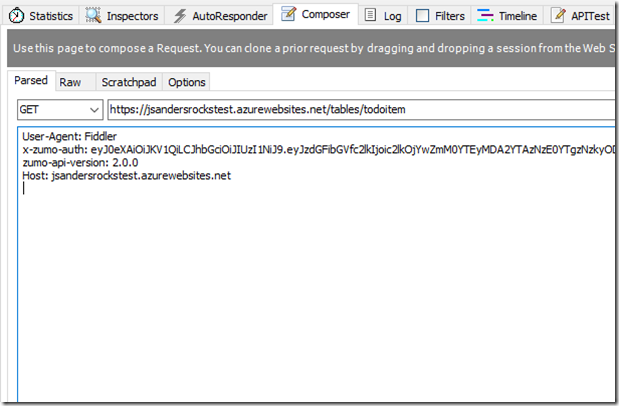 Statistics Inspectors AutoResponder Composer Log Filters Timeline APITest
Use this page to compose a Request. You can clone a prior request by dragging and dropping a session from the Web S
Parsed Raw Scratchpad Options
GET https://jsandersrockstest.azurewebsites.net/tables/todoitem
User-Agent: Fiddler
x-zumo-auth: eyJ0eXAiOiJKV1QiLCJhbGciOiJIUzI1NiJ9.eyJzdGFibGVfc2lkIjoic2lkOjYwZmM0YTEyMDA2YTAzNzE0YTgzNzkyOD
zumo-api-version: 2.0.0
Host: jsandersrockstest.azurewebsites.net